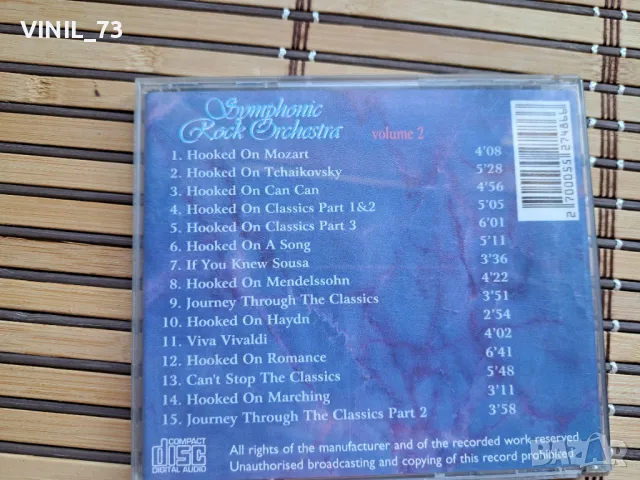 VINIL_73
Symphonic
Rock Orchestra volume 2
1. Hooked On Mozart 4'08
2. Hooked On Tchaikovsky 5'28
3. Hooked On Can Can 4'56
4. Hooked On Classics Part 1&2 5'05
5. Hooked On Classics Part 3 6'01
6. Hooked On A Song 5'11
7. If You Knew Sousa 3'36
8. Hooked On Mendelssohn 4'22
9. Journey Through The Classics 3'51
10. Hooked On Haydn 2'54
11. Viva Vivaldi 4'02
12. Hooked On Romance 6'41
13. Can't Stop The Classics 5'48
14. Hooked On Marching 3'11
15. Journey Through The Classics Part 2 3'58
COMPACT
disc
DIGITAL AUDIO
All rights of the manufacturer and of the recorded work reserved
Unauthorised broadcasting and copying of this record prohibited
2 700055 274866
BAZAR